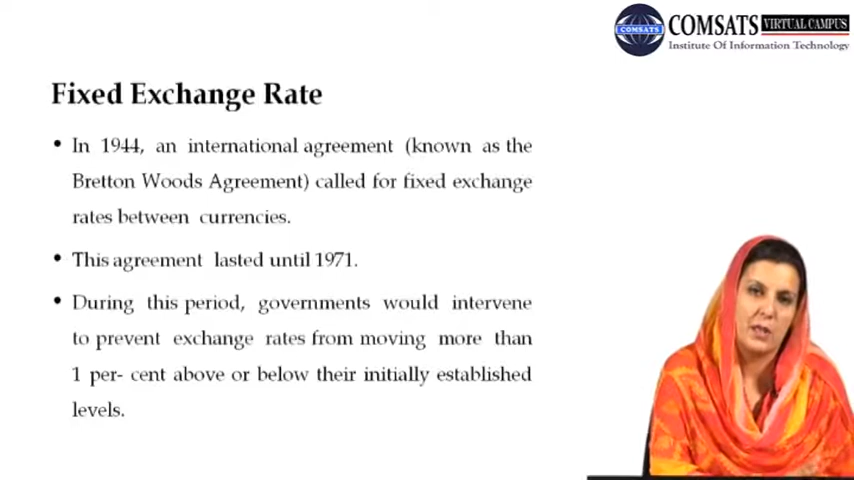 COMSATS VIRTUAL CAMPUS
COMSATS
Institute Of Information Technology
Fixed Exchange Rate
• In 1944, an international agreement (known as the
Bretton Woods Agreement) called for fixed exchange
rates between currencies.
• This agreement lasted until 1971.
• During this period, governments would intervene
to prevent exchange rates from moving more than
1 per- cent above or below their initially established
levels.